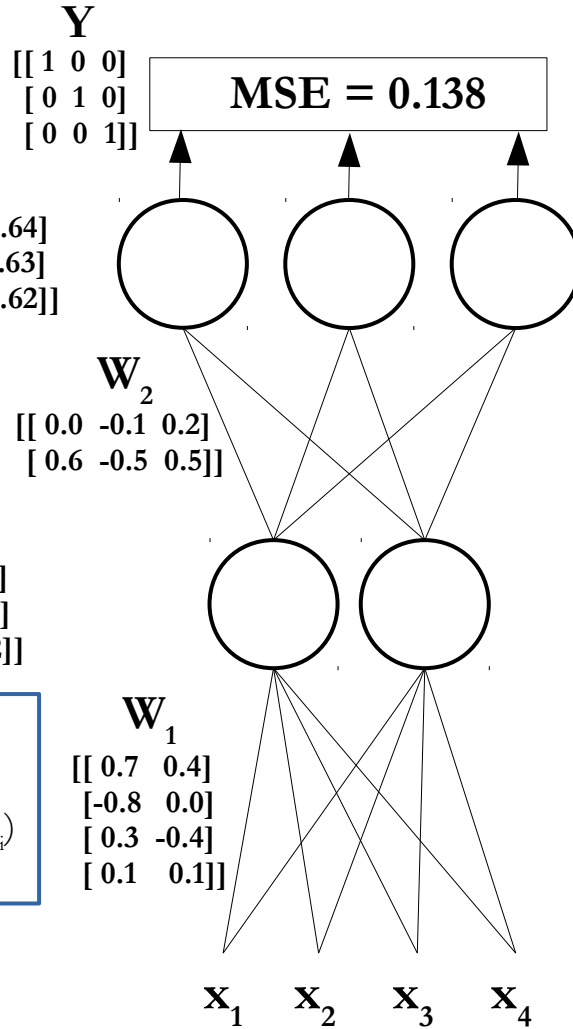 Y
[[ 1 0 0]
[ 0 1 0]
[ 0 0 1]]
MSE = 0.138
.64]
.63]
.62]]
W₂
[[ 0.0 -0.1 0.2]
[ 0.6 -0.5 0.5]]
]
]
]]
W₁
[[ 0.7 0.4]
[-0.8 0.0]
[ 0.3 -0.4]
[ 0.1 0.1]]
i)
x₁ x₂ x₃ x₄